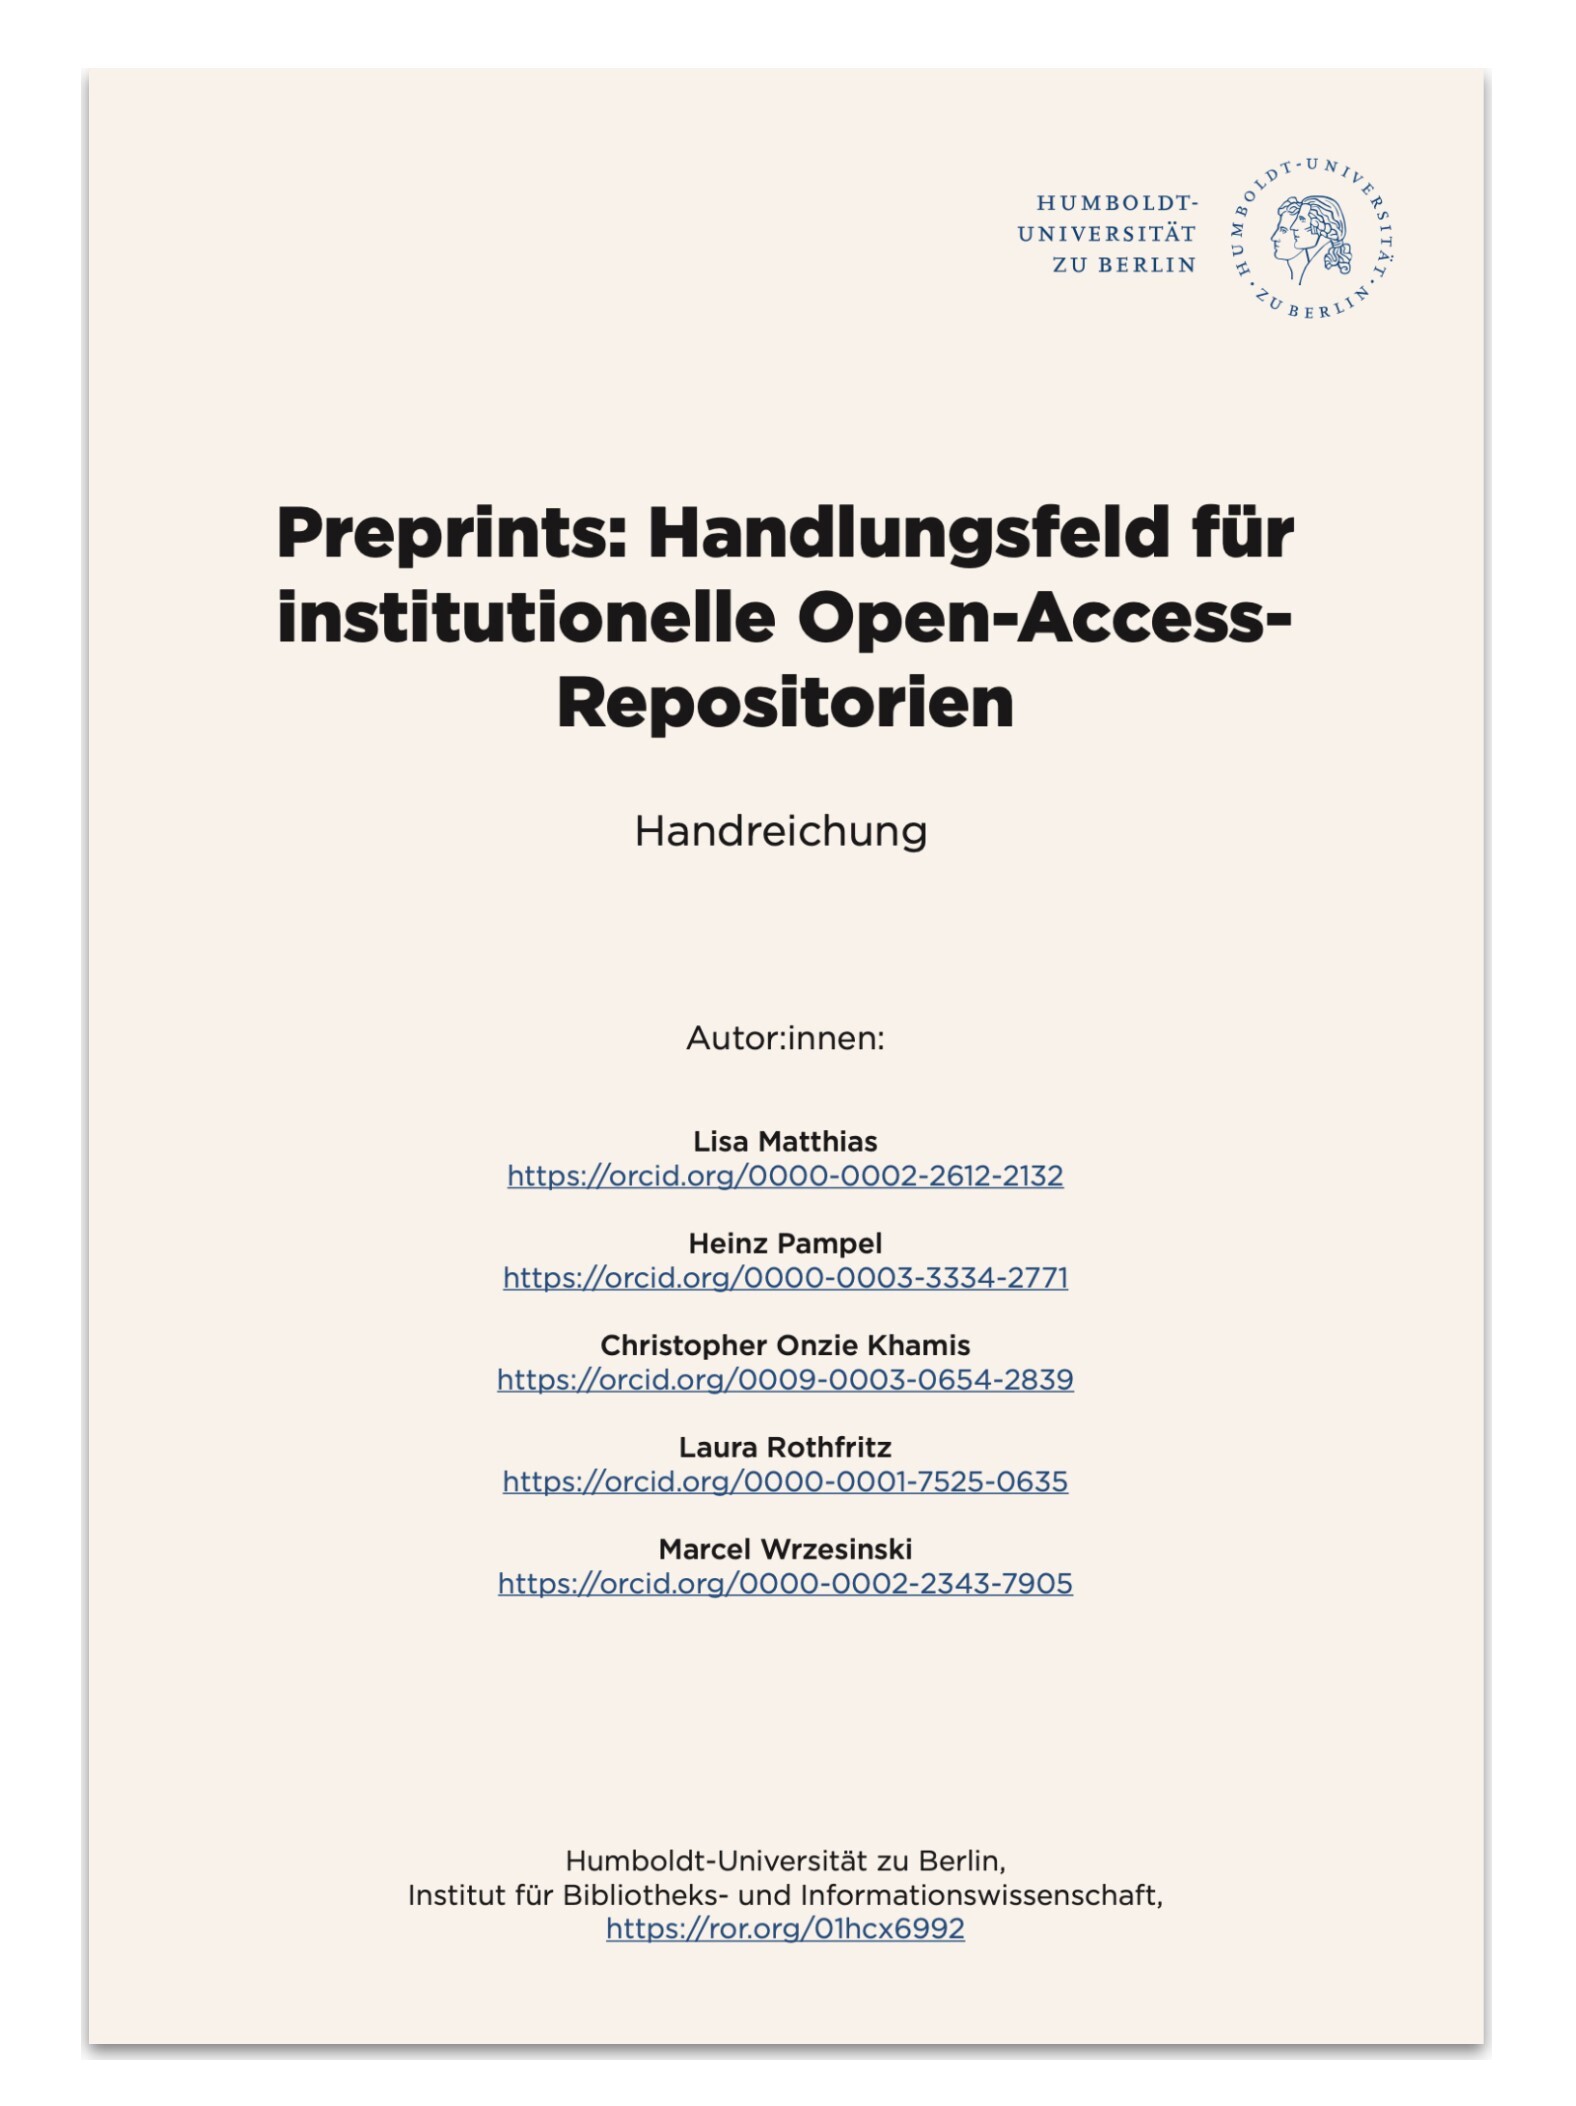 HUMBOLDT-
UNIVERSITÄT
ZU BERLIN
HUMBOLDT-UNIVERSITÄT · ZU BERLIN ·
Preprints: Handlungsfeld für
institutionelle Open-Access-
Repositorien
Handreichung
Autor:innen:
Lisa Matthias
https://orcid.org/0000-0002-2612-2132
Heinz Pampel
https://orcid.org/0000-0003-3334-2771
Christopher Onzie Khamis
https://orcid.org/0009-0003-0654-2839
Laura Rothfritz
https://orcid.org/0000-0001-7525-0635
Marcel Wrzesinski
https://orcid.org/0000-0002-2343-7905
Humboldt-Universität zu Berlin,
Institut für Bibliotheks- und Informationswissenschaft,
https://ror.org/01hcx6992